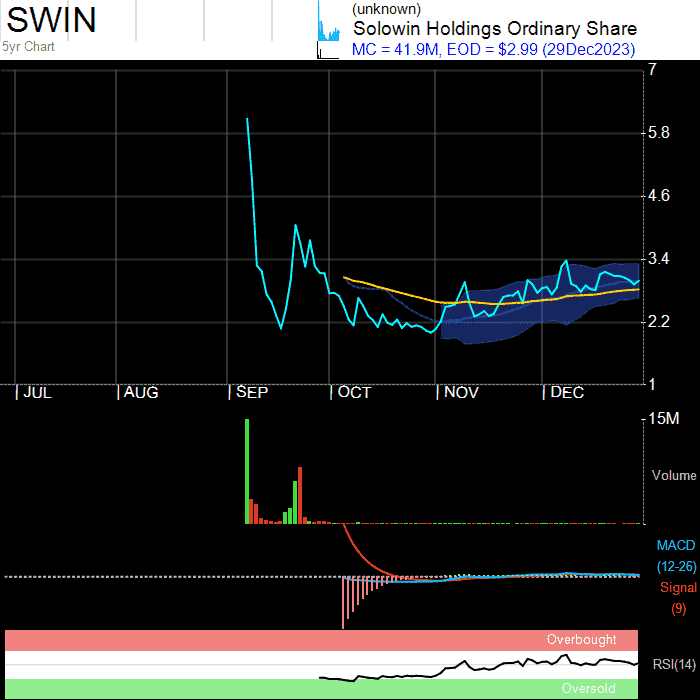 SWIN
5yr Chart
(unknown)
Solowin Holdings Ordinary Share
MC = 41.9M, EOD = $2.99 (29Dec2023)
7
5.8
4.6
3.4
2.2
1
JUL AUG SEP OCT NOV DEC
15M
Volume
MACD
(12-26)
Signal
(9)
Overbought
RSI(14)
Oversold